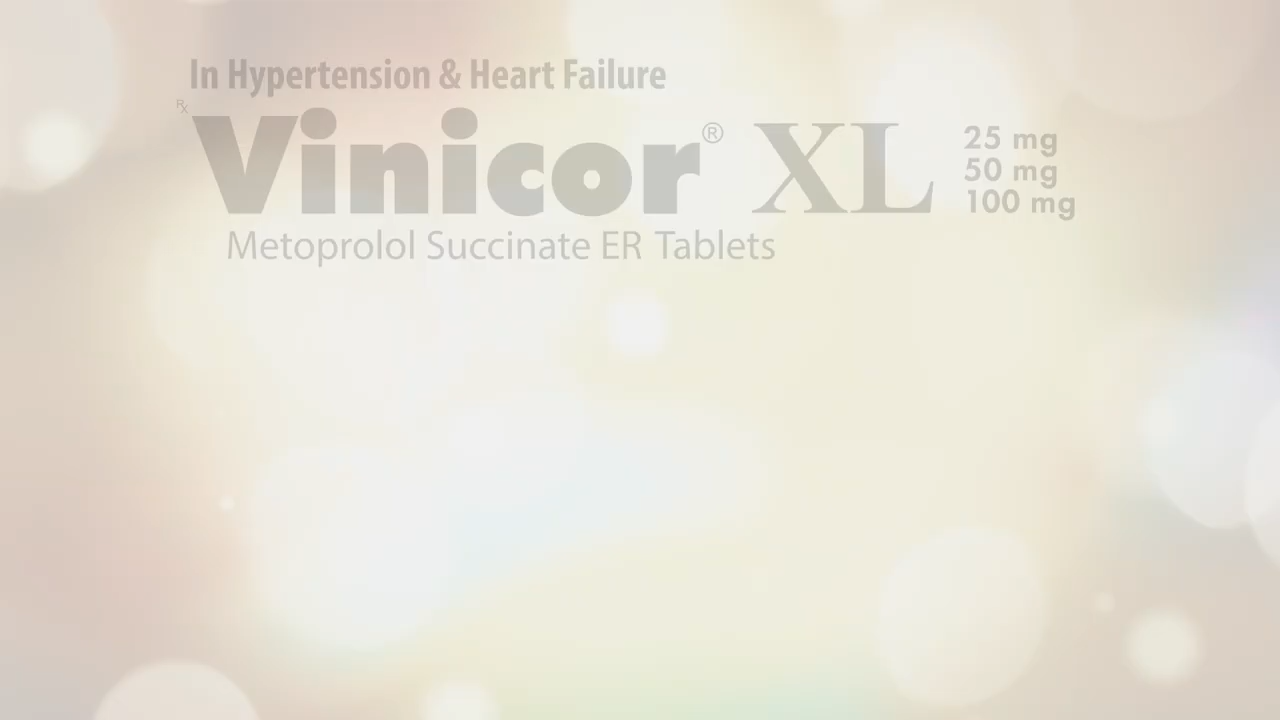 In Hypertension & Heart Failure
Rx Vinicor® XL
25 mg
50 mg
100 mg
Metoprolol Succinate ER Tablets